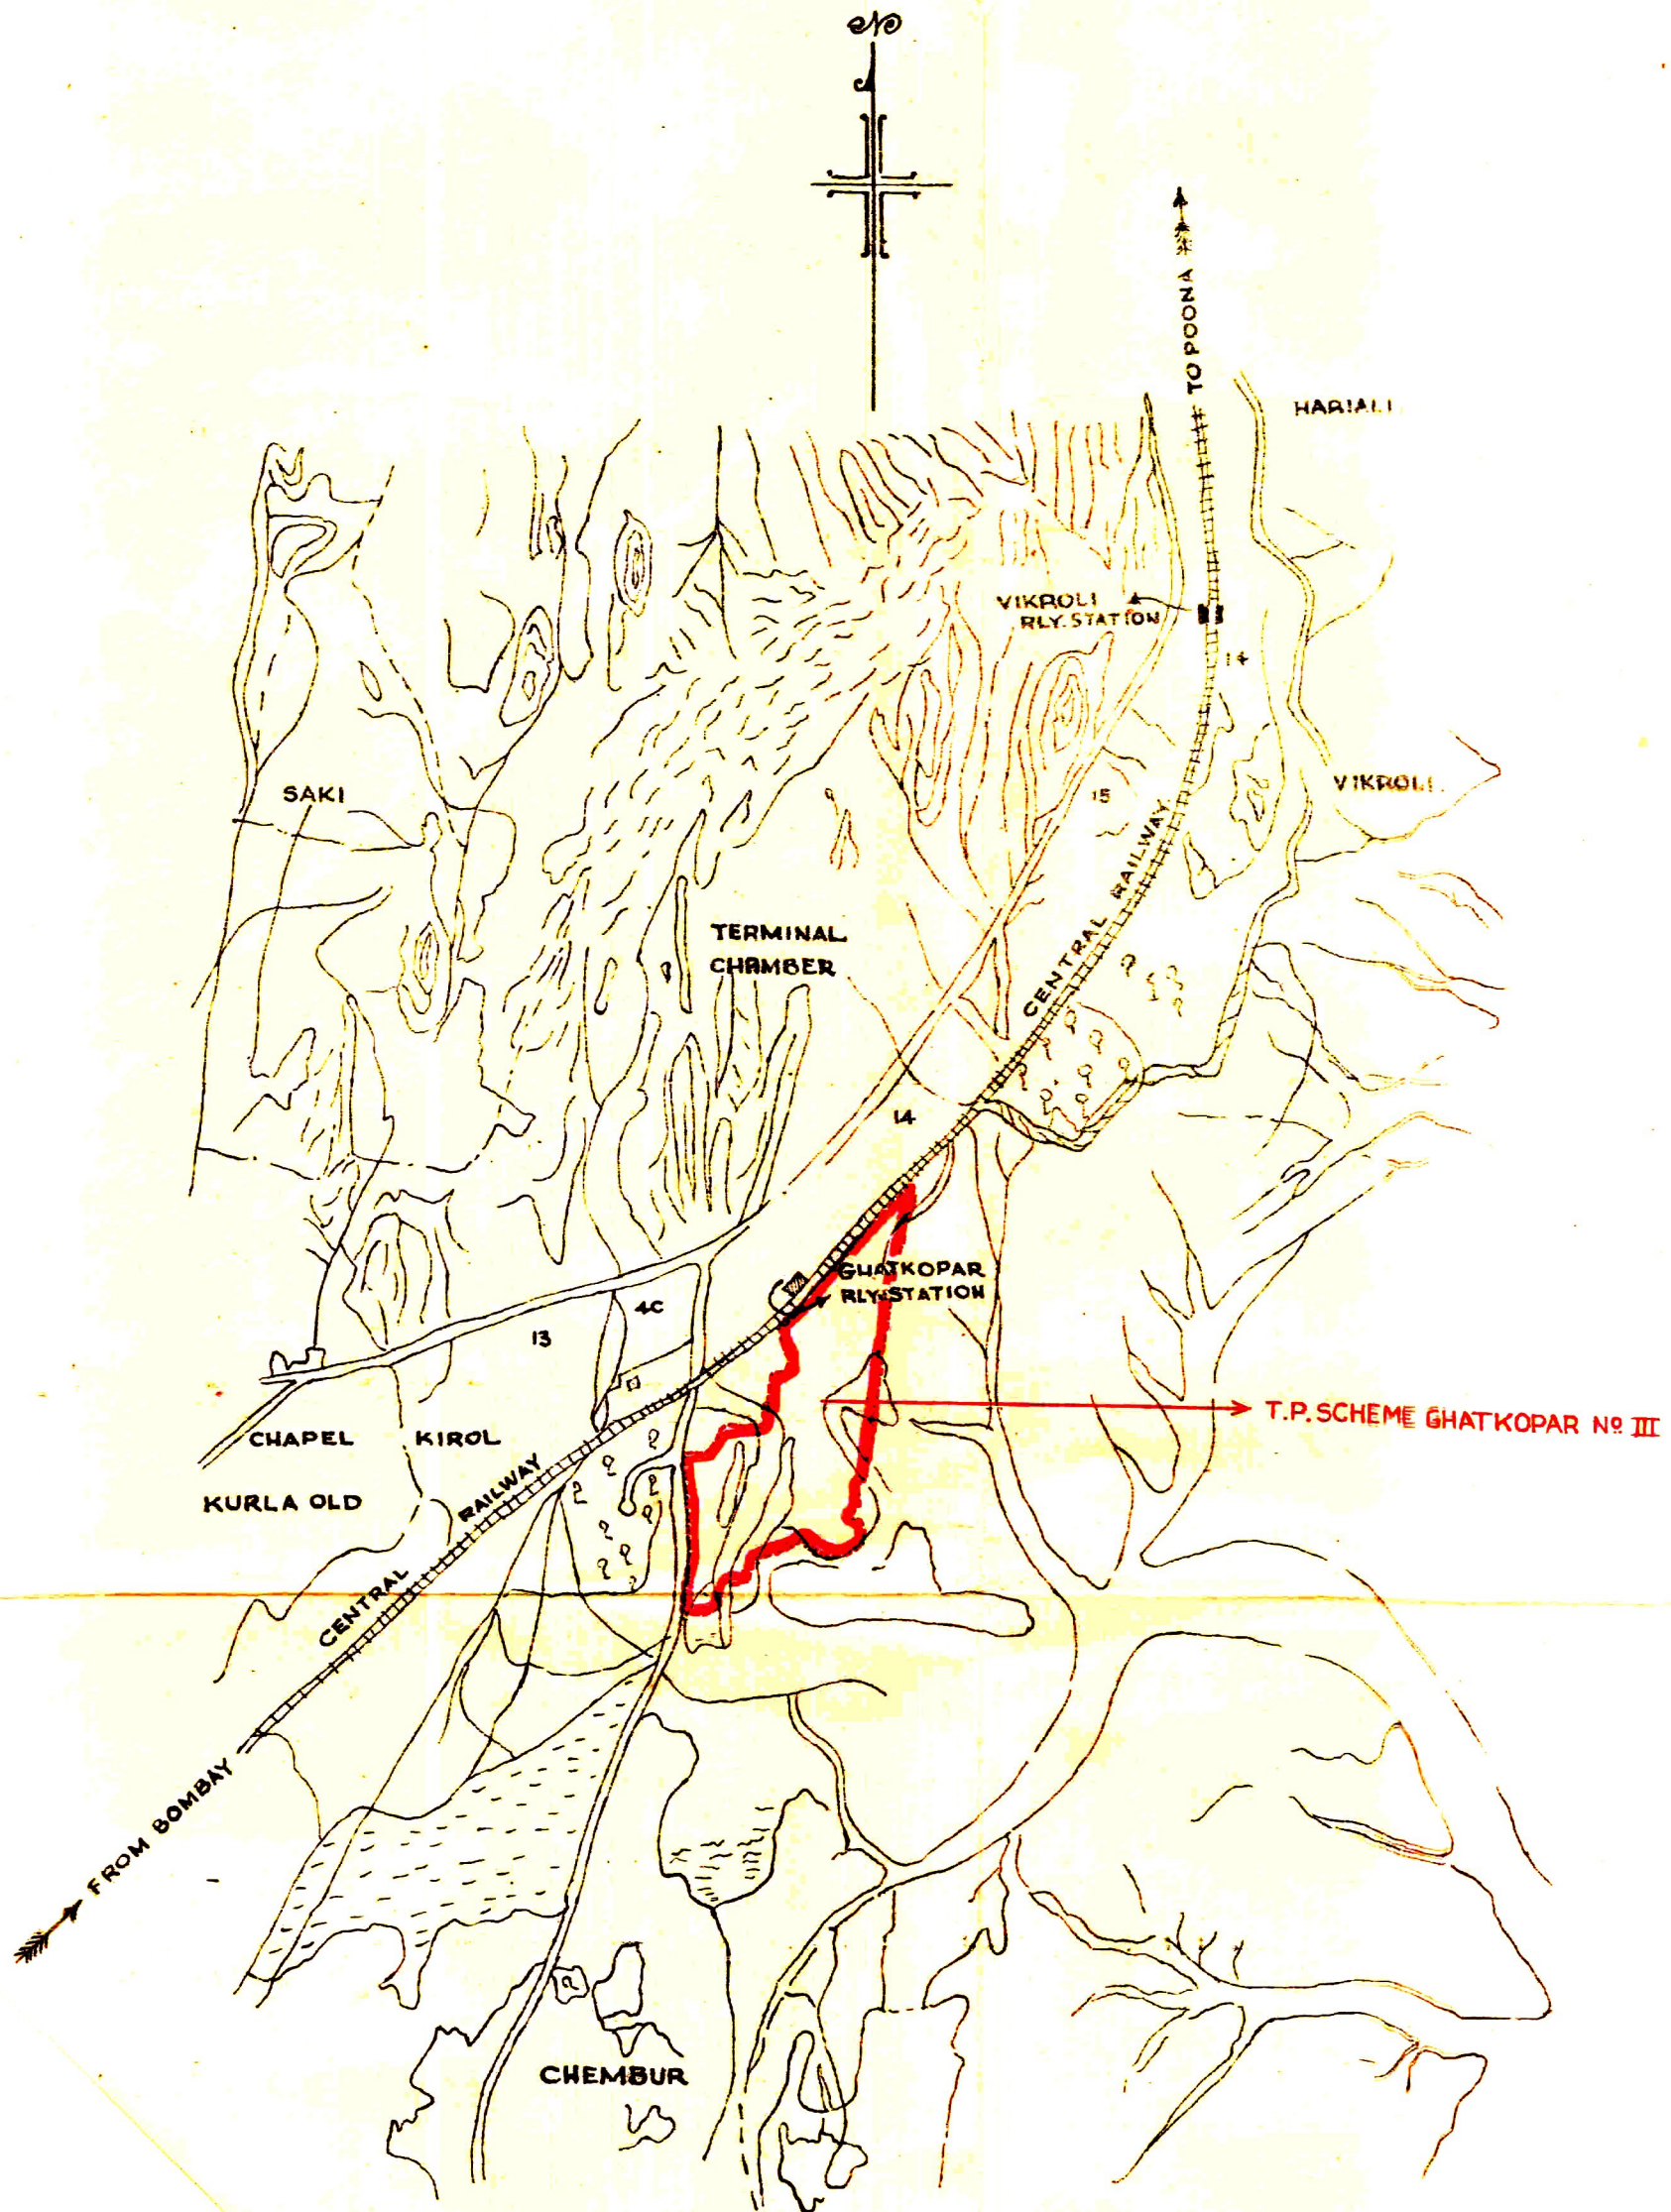 N
TO POONA
HARIALI
VIKROLI
RLY. STATION
14
VIKROLI.
SAKI
15
CENTRAL RAILWAY
TERMINAL
CHAMBER
14
GHATKOPAR
RLY. STATION
4C
13
T.P. SCHEME GHATKOPAR Nº III
CHAPEL KIROL
KURLA OLD
CENTRAL RAILWAY
FROM BOMBAY
CHEMBUR